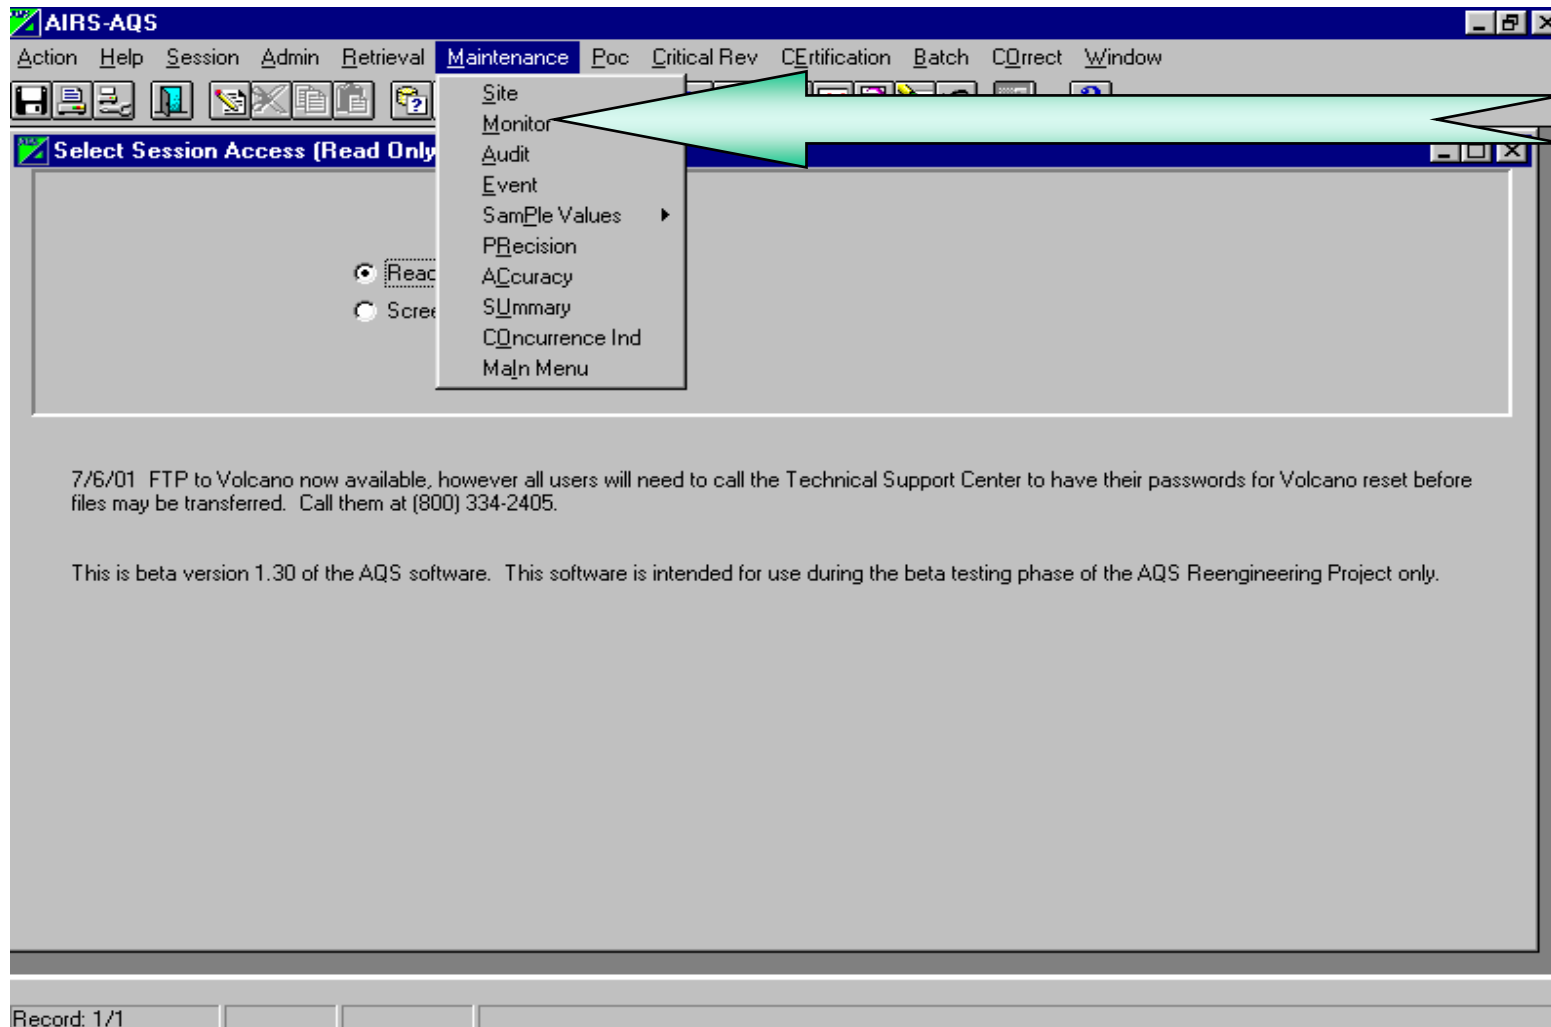 AIRS-AQS
Action Help Session Admin Retrieval Maintenance Poc Critical Rev CErtification Batch COrrect Window
Site
Monitor
Select Session Access (Read Only
Audit
Event
SamPle Values
PRecision
Read
ACcuracy
SUmmary
Scree
COncurrence Ind
MaIn Menu
7/6/01 FTP to Volcano now available, however all users will need to call the Technical Support Center to have their passwords for Volcano reset before
files may be transferred. Call them at (800) 334-2405.
This is beta version 1.30 of the AQS software. This software is intended for use during the beta testing phase of the AQS Reengineering Project only.
Record: 1/1